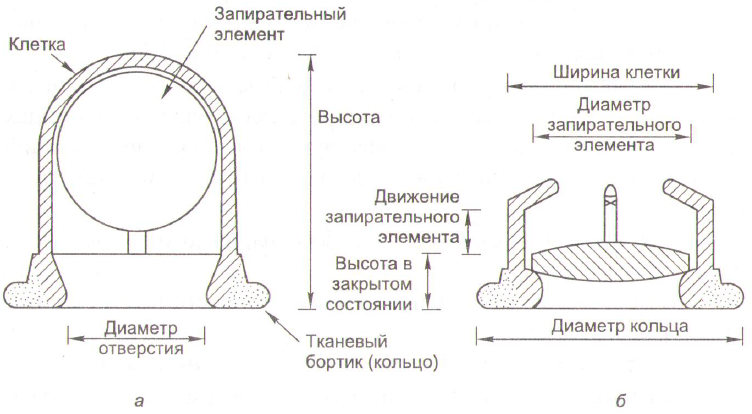 Запирательный
элемент
Клетка
Высота
Диаметр
отверстия
Тканевый
бортик (кольцо)
а
Ширина клетки
Диаметр
запирательного
элемента
Движение
запирательного
элемента
Высота в
закрытом
состоянии
Диаметр кольца
б